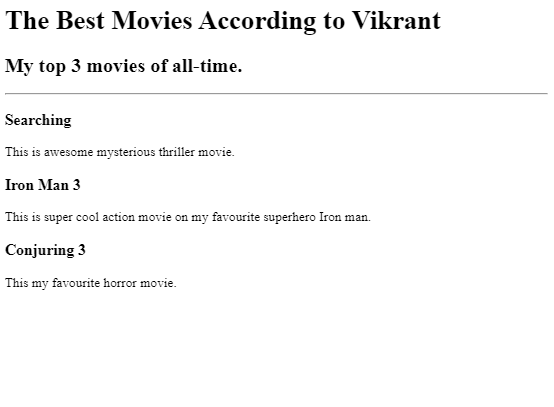 The Best Movies According to Vikrant
My top 3 movies of all-time.
Searching
This is awesome mysterious thriller movie.
Iron Man 3
This is super cool action movie on my favourite superhero Iron man.
Conjuring 3
This my favourite horror movie.